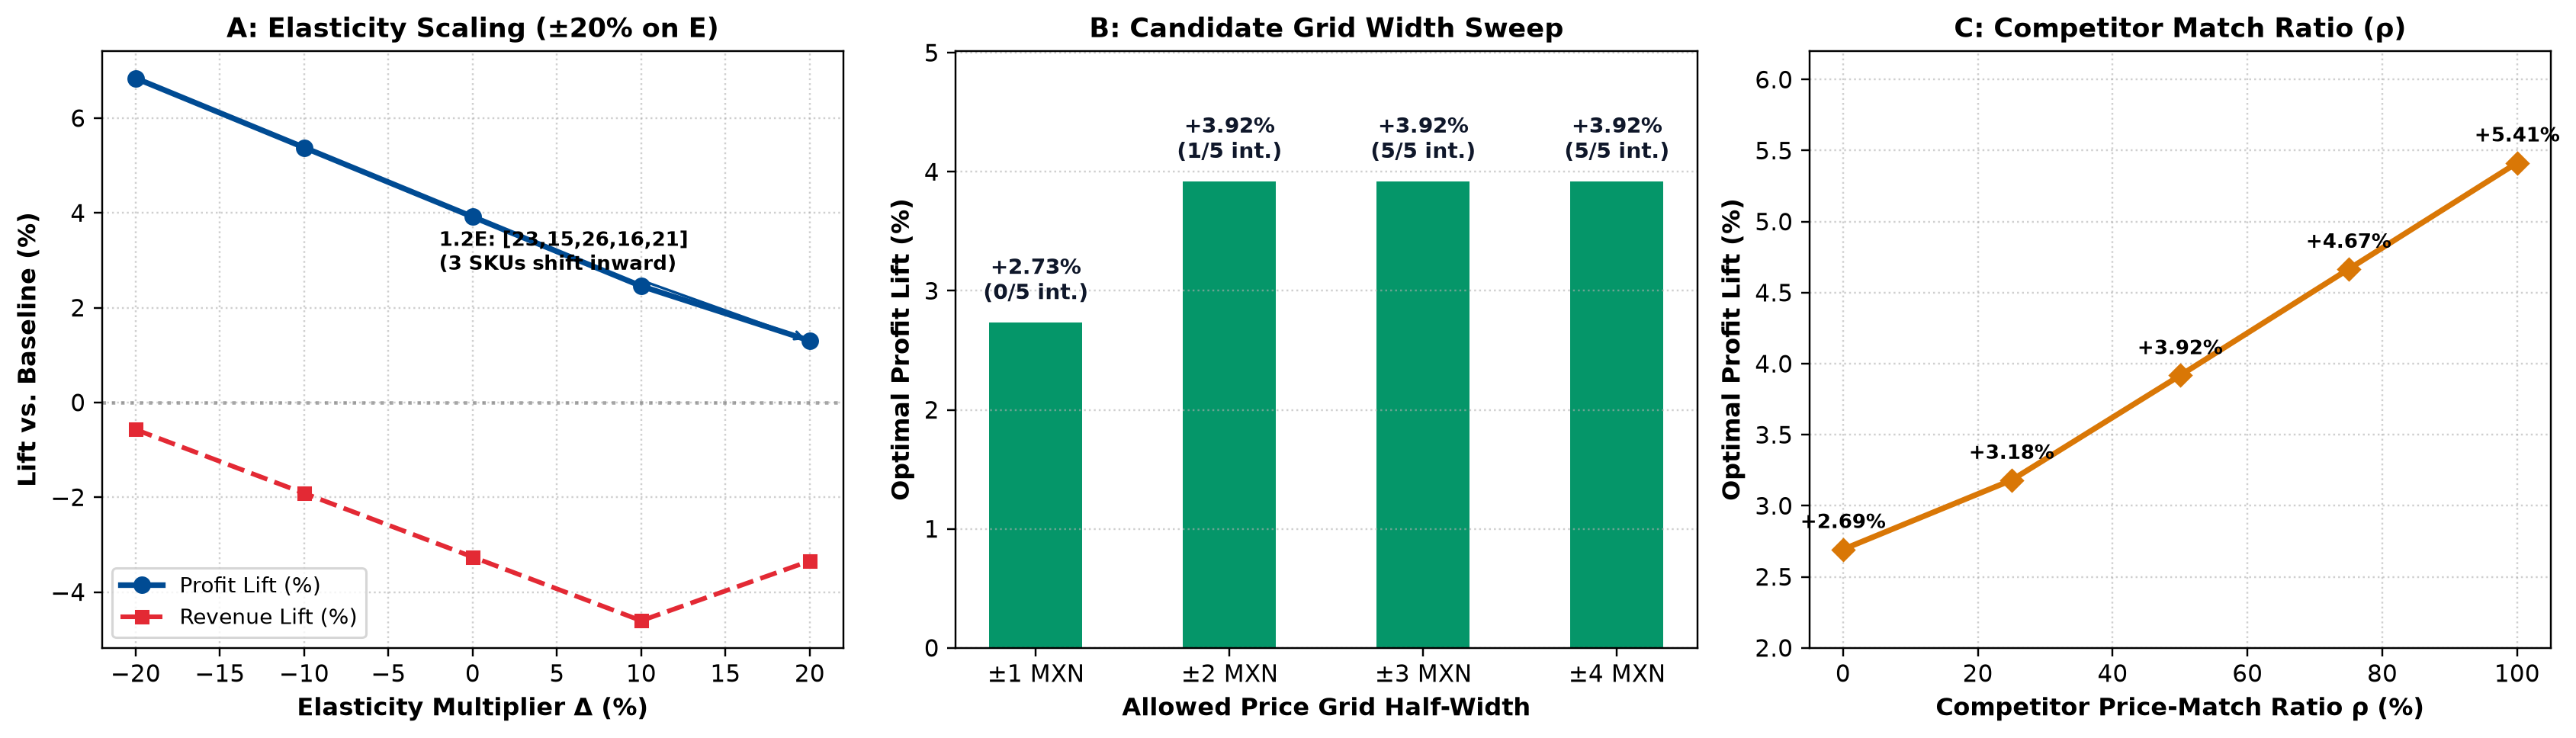 A: Elasticity Scaling (±20% on E)
Lift vs. Baseline (%)
6
4
2
0
−2
−4
1.2E: [23,15,26,16,21]
(3 SKUs shift inward)
Profit Lift (%)
Revenue Lift (%)
−20 −15 −10 −5 0 5 10 15 20
Elasticity Multiplier Δ (%)
B: Candidate Grid Width Sweep
Optimal Profit Lift (%)
5
4
3
2
1
0
+2.73%
(0/5 int.)
+3.92%
(1/5 int.)
+3.92%
(5/5 int.)
+3.92%
(5/5 int.)
±1 MXN ±2 MXN ±3 MXN ±4 MXN
Allowed Price Grid Half-Width
C: Competitor Match Ratio (ρ)
Optimal Profit Lift (%)
6.0
5.5
5.0
4.5
4.0
3.5
3.0
2.5
2.0
+2.69%
+3.18%
+3.92%
+4.67%
+5.41%
0 20 40 60 80 100
Competitor Price-Match Ratio ρ (%)